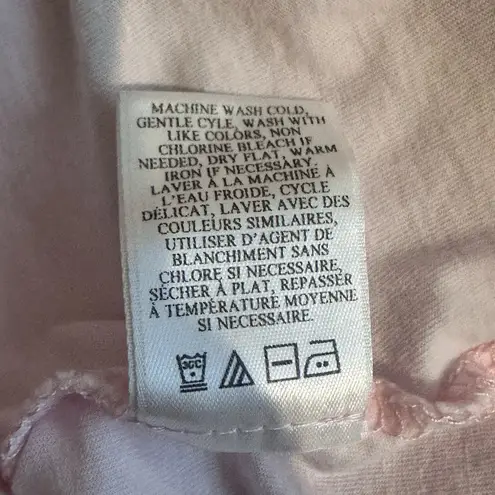 MACHINE WASH COLD,
GENTLE CYLE, WASH WITH
LIKE COLORS, NON
CHLORINE BLEACH IF
NEEDED, DRY FLAT, WARM
IRON IF NECESSARY.
LAVER À LA MACHINE À
L'EAU FROIDE, CYCLE
DÉLICAT, LAVER AVEC DES
COULEURS SIMILAIRES,
UTILISER D'AGENT DE
BLANCHIMENT SANS
CHLORE SI NECESSAIRE,
SÈCHER À PLAT, REPASSER
À TEMPÉRATURE MOYENNE
SI NECESSAIRE.